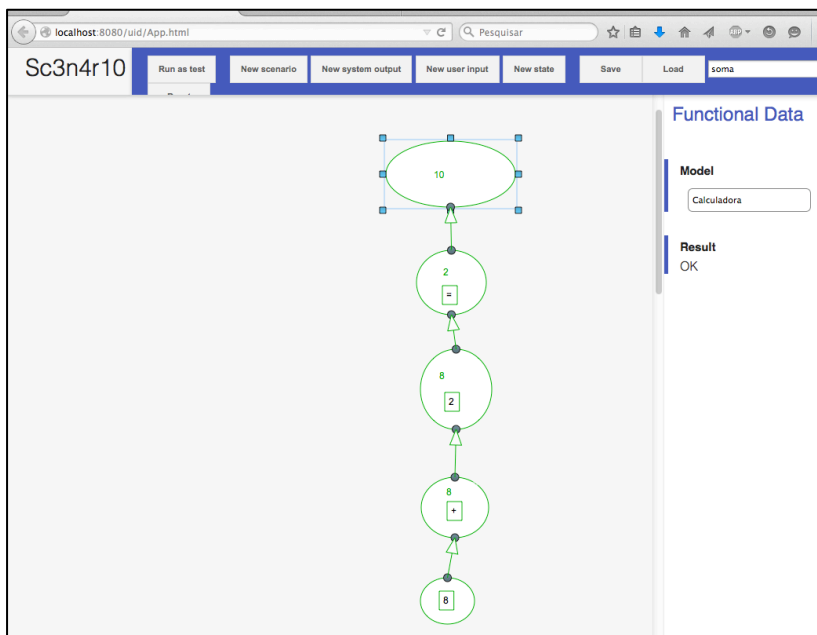 localhost:8080/uid/App.html
Pesquisar
ABP
Sc3n4r10
Run as test
New scenario
New system output
New user input
New state
Save
Load
soma
Functional Data
Model
Calculadora
Result
OK
10
2
=
8
2
8
+
8